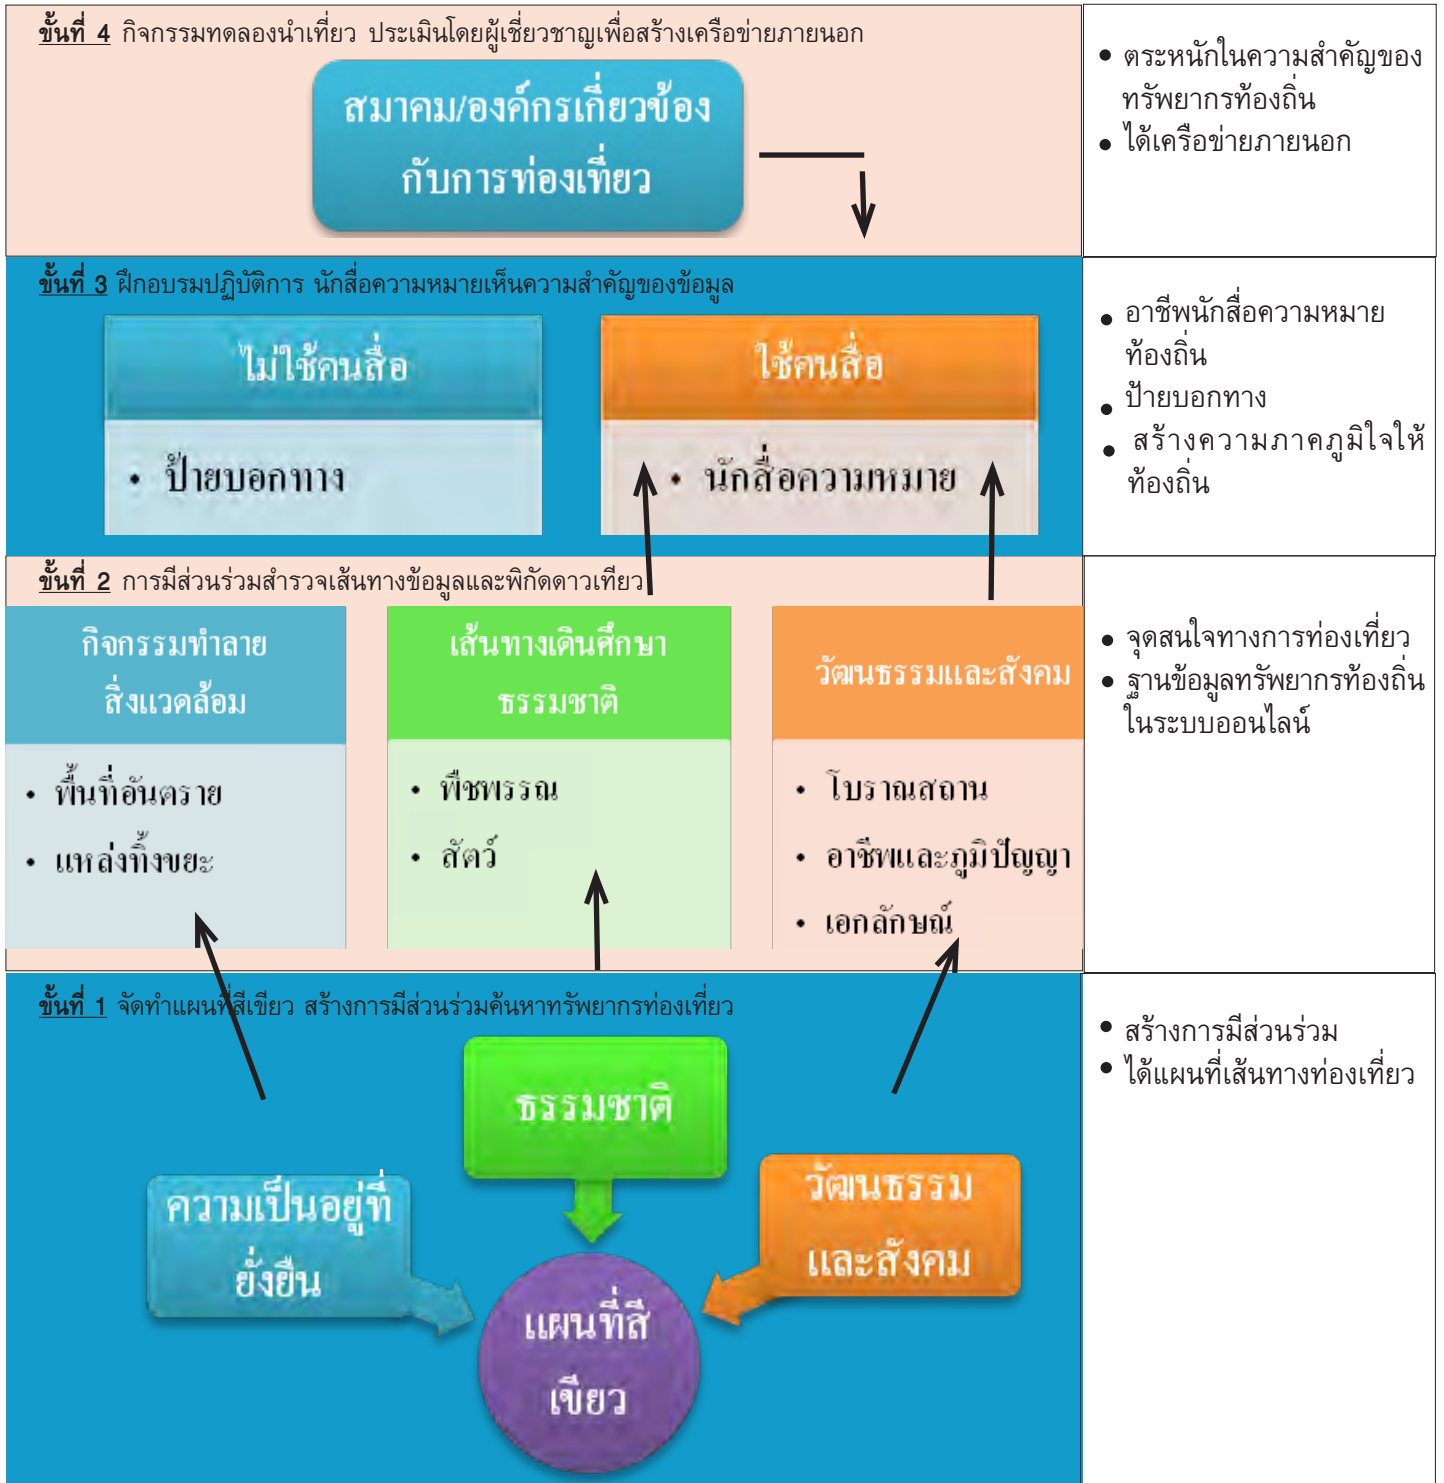 ขั้นที่ 4 กิจกรรมทดลองนำเที่ยว ประเมินโดยผู้เชี่ยวชาญเพื่อสร้างเครือข่ายภายนอก
สมาคม/องค์กรเกี่ยวข้อง
กับการท่องเที่ยว
• ตระหนักในความสำคัญของ
ทรัพยากรท้องถิ่น
• ได้เครือข่ายภายนอก
ขั้นที่ 3 ฝึกอบรมปฏิบัติการ นักสื่อความหมายเห็นความสำคัญของข้อมูล
ไม่ใช้คนสื่อ
• ป้ายบอกทาง
ใช้คนสื่อ
• นักสื่อความหมาย
• อาชีพนักสื่อความหมาย
ท้องถิ่น
• ป้ายบอกทาง
• สร้างความภาคภูมิใจให้
ท้องถิ่น
ขั้นที่ 2 การมีส่วนร่วมสำรวจเส้นทางข้อมูลและพิกัดดาวเทียว
กิจกรรมทำลาย
สิ่งแวดล้อม
• พื้นที่อันตราย
• แหล่งทิ้งขยะ
เส้นทางเดินศึกษา
ธรรมชาติ
• พืชพรรณ
• สัตว์
วัฒนธรรมและสังคม
• โบราณสถาน
• อาชีพและภูมิปัญญา
• เอกลักษณ์
• จุดสนใจทางการท่องเที่ยว
• ฐานข้อมูลทรัพยากรท้องถิ่น
ในระบบออนไลน์
ขั้นที่ 1 จัดทำแผนที่สีเขียว สร้างการมีส่วนร่วมค้นหาทรัพยากรท่องเที่ยว
ธรรมชาติ
ความเป็นอยู่ที่
ยั่งยืน
วัฒนธรรม
และสังคม
แผนที่สี
เขียว
• สร้างการมีส่วนร่วม
• ได้แผนที่เส้นทางท่องเที่ยว